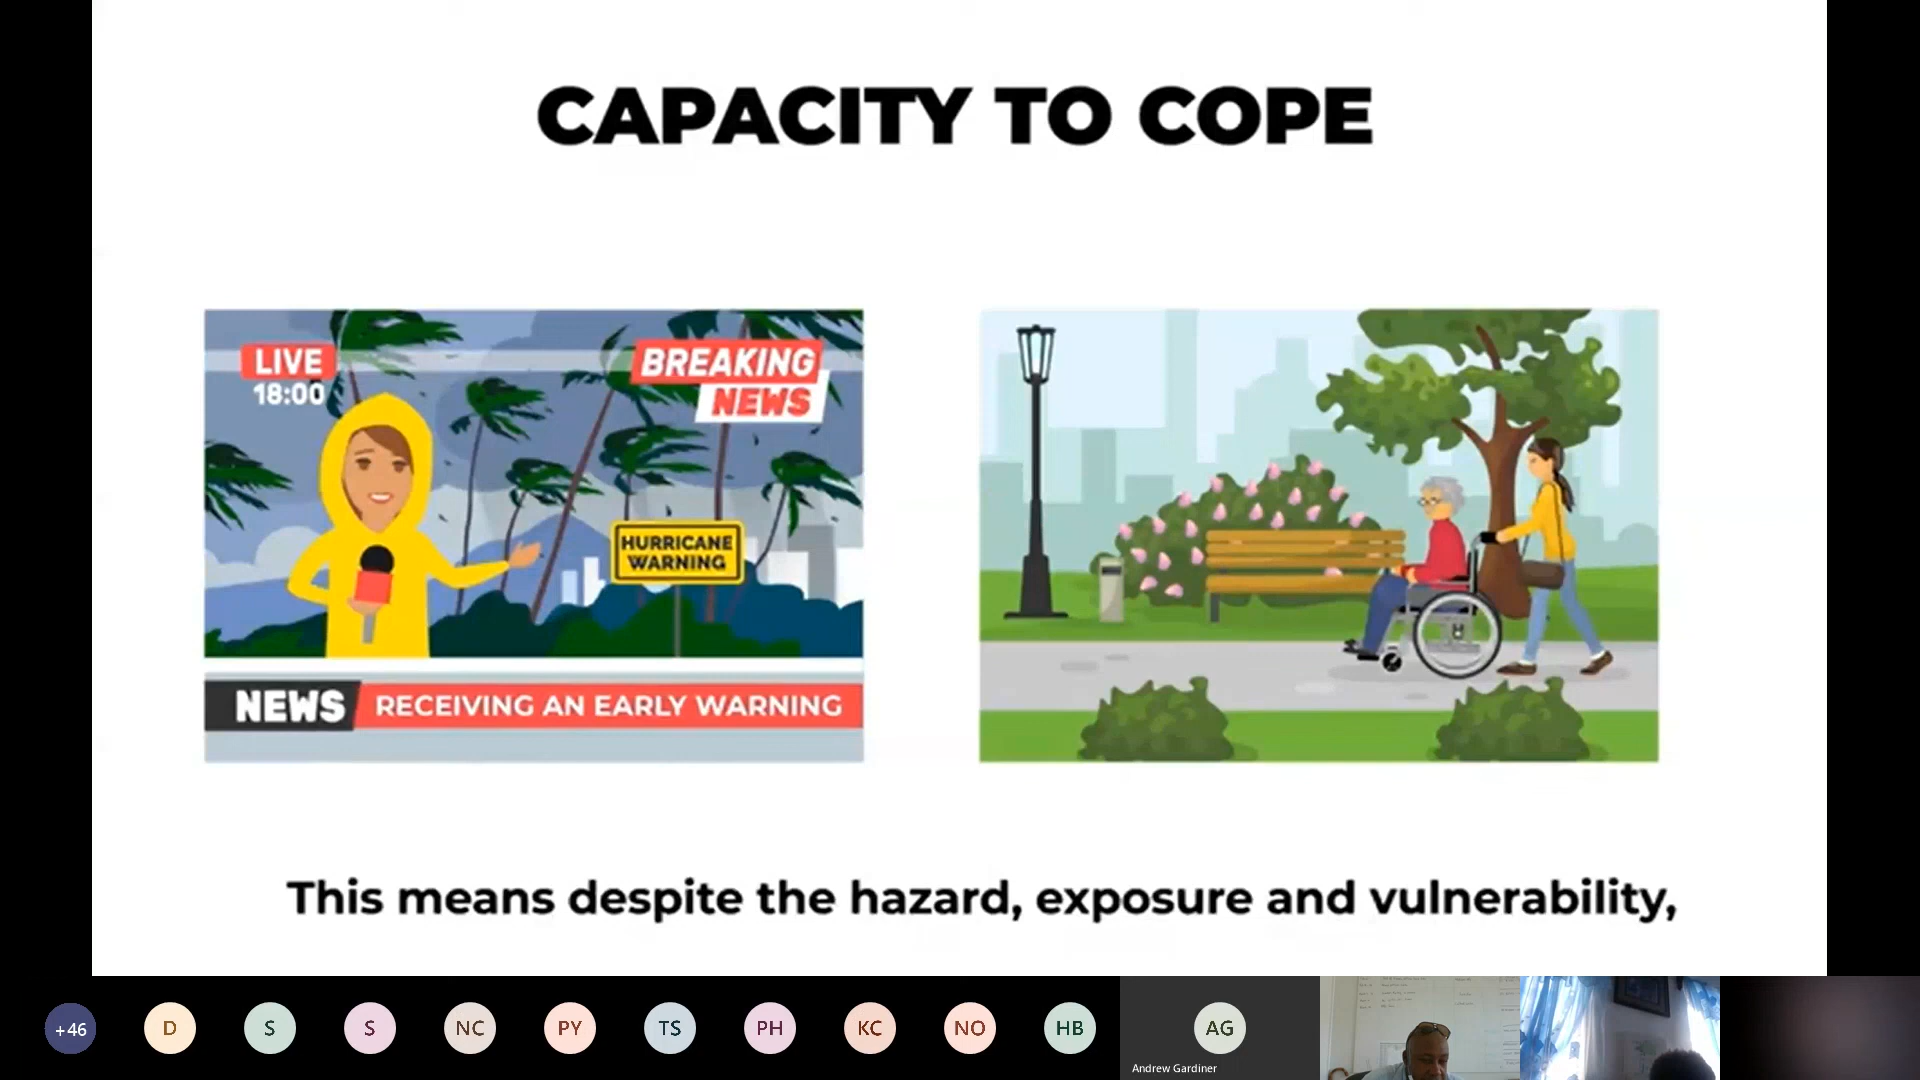 CAPACITY TO COPE
LIVE
18:00
BREAKING
NEWS
HURRICANE
WARNING
NEWS RECEIVING AN EARLY WARNING
This means despite the hazard, exposure and vulnerability,
+46 D S S NC PY TS PH KC NO HB AG
Andrew Gardiner